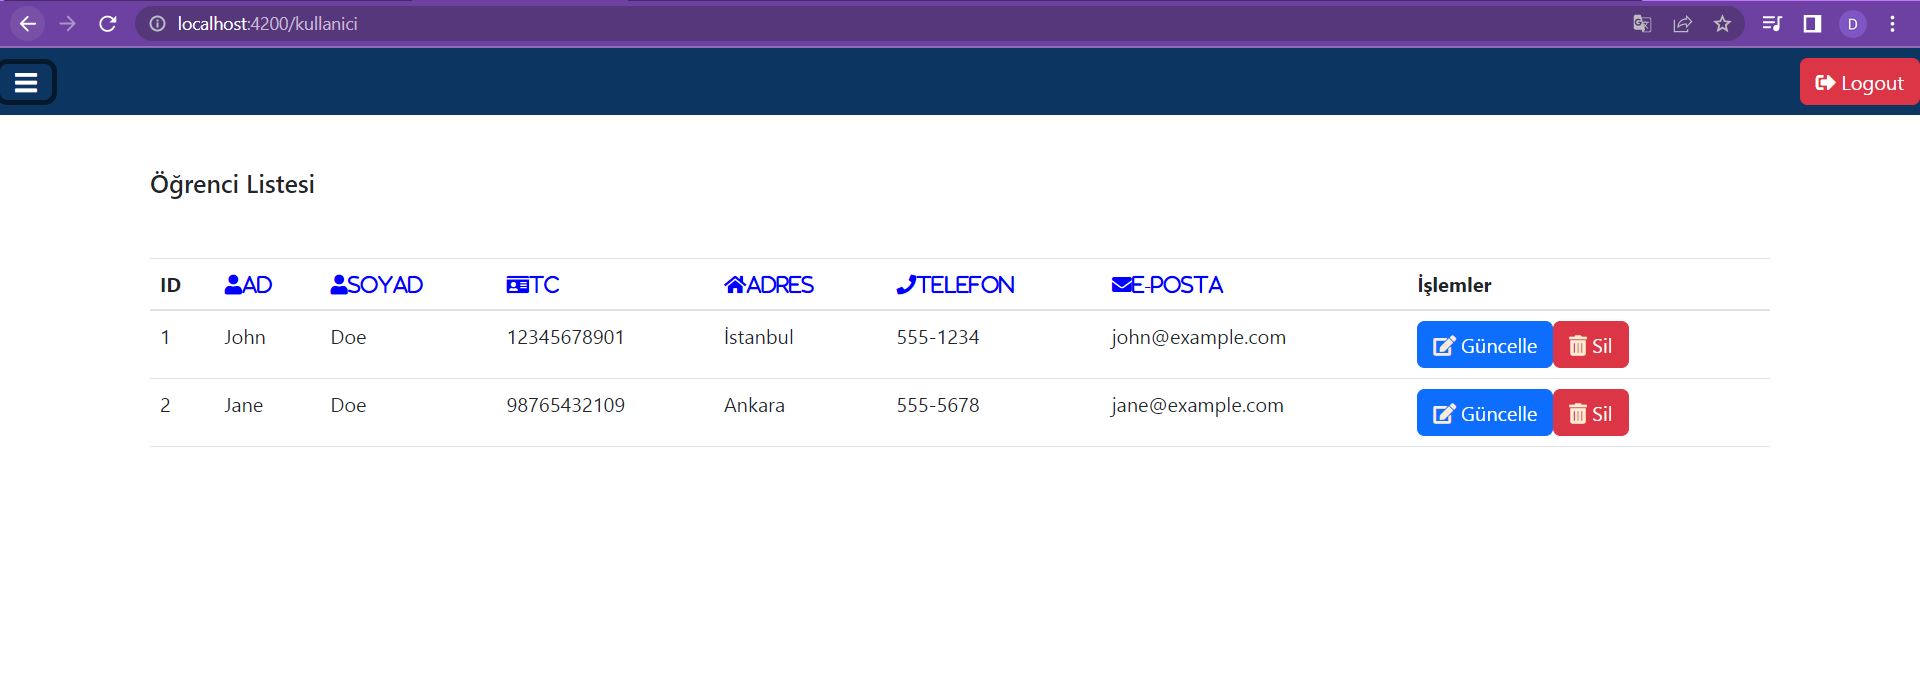 localhost:4200/kullanici
D
Logout
Öğrenci Listesi
ID AD SOYAD TC ADRES TELEFON E-POSTA İşlemler
1 John Doe 12345678901 İstanbul 555-1234 john@example.com Güncelle Sil
2 Jane Doe 98765432109 Ankara 555-5678 jane@example.com Güncelle Sil